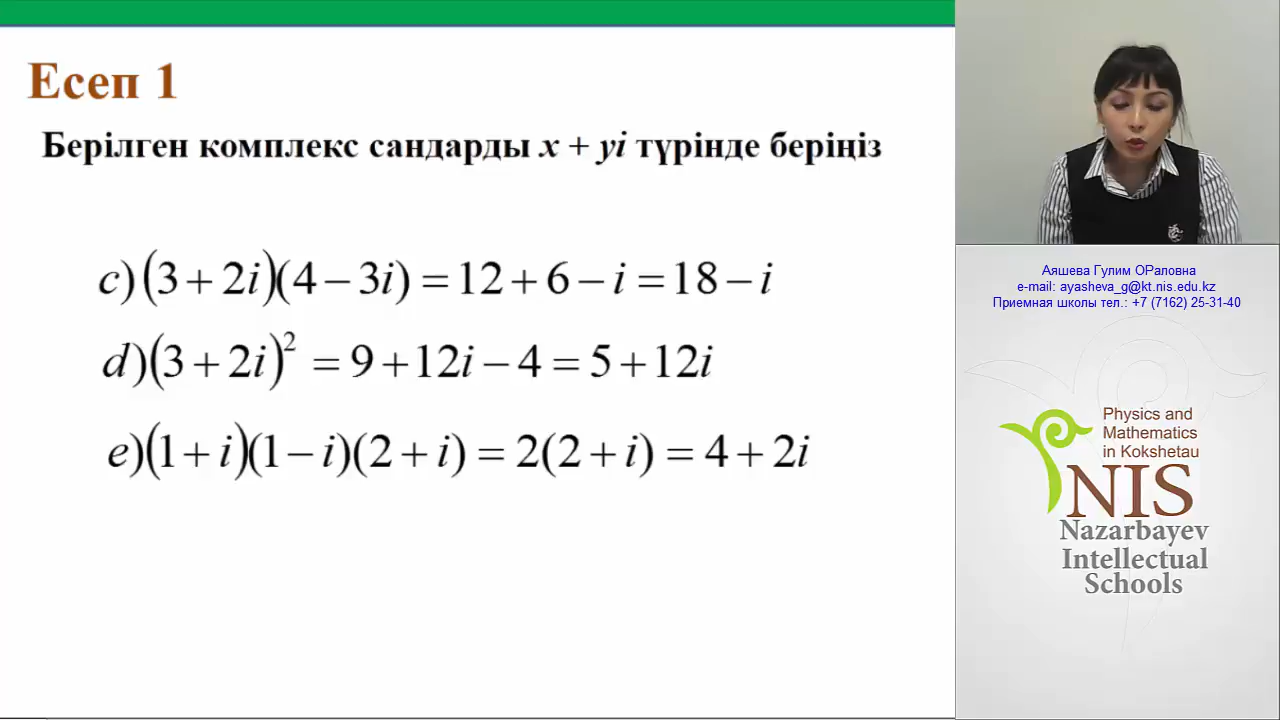 Есеп 1
Берілген комплекс сандарды x + yi түрінде беріңіз
c) (3 + 2i)(4 − 3i) = 12 + 6 − i = 18 − i
d) (3 + 2i)² = 9 + 12i − 4 = 5 + 12i
e) (1 + i)(1 − i)(2 + i) = 2(2 + i) = 4 + 2i
Аяшева Гулим ОРаловна
e-mail: ayasheva_g@kt.nis.edu.kz
Приемная школы тел.: +7 (7162) 25-31-40
Physics and
Mathematics
in Kokshetau
NIS
Nazarbayev
Intellectual
Schools